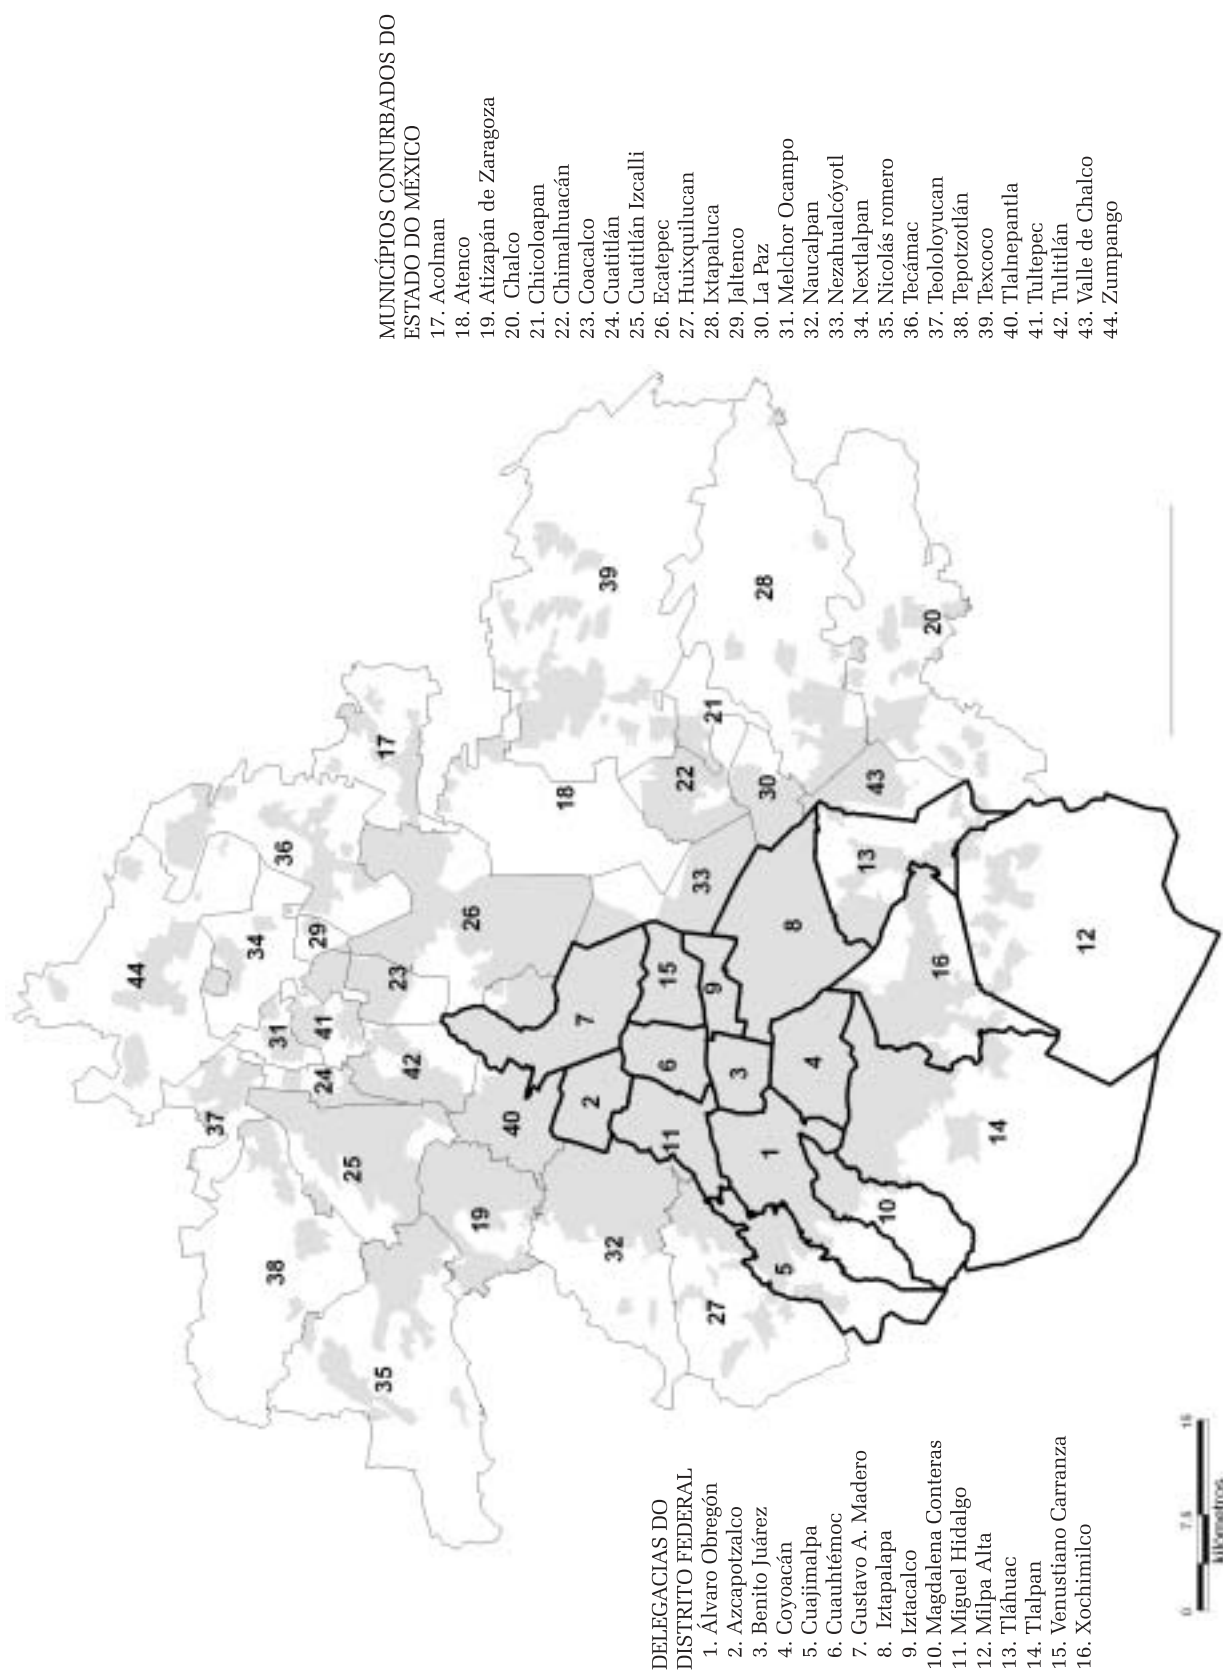 MUNICÍPIOS CONURBADOS DO
ESTADO DO MÉXICO
17. Acolman
18. Atenco
19. Atizapán de Zaragoza
20. Chalco
21. Chicoloapan
22. Chimalhuacán
23. Coacalco
24. Cuatitlán
25. Cuatitlán Izcalli
26. Ecatepec
27. Huixquilucan
28. Ixtapaluca
29. Jaltenco
30. La Paz
31. Melchor Ocampo
32. Naucalpan
33. Nezahualcóyotl
34. Nextlalpan
35. Nicolás romero
36. Tecámac
37. Teololoyucan
38. Tepotzotlán
39. Texcoco
40. Tlalnepantla
41. Tultepec
42. Tultitlán
43. Valle de Chalco
44. Zumpango
44
36
17
34
29
31
41
23
26
24
42
37
25
38
35
19
40
32
27
18
39
22
21
28
30
33
43
20
7
2
15
6
9
11
3
8
4
1
5
10
13
16
14
12
DELEGACIAS DO
DISTRITO FEDERAL
1. Álvaro Obregón
2. Azcapotzalco
3. Benito Juárez
4. Coyoacán
5. Cuajimalpa
6. Cuauhtémoc
7. Gustavo A. Madero
8. Iztapalapa
9. Iztacalco
10. Magdalena Conteras
11. Miguel Hidalgo
12. Milpa Alta
13. Tláhuac
14. Tlalpan
15. Venustiano Carranza
16. Xochimilco
0 7.5 15
kilómetros